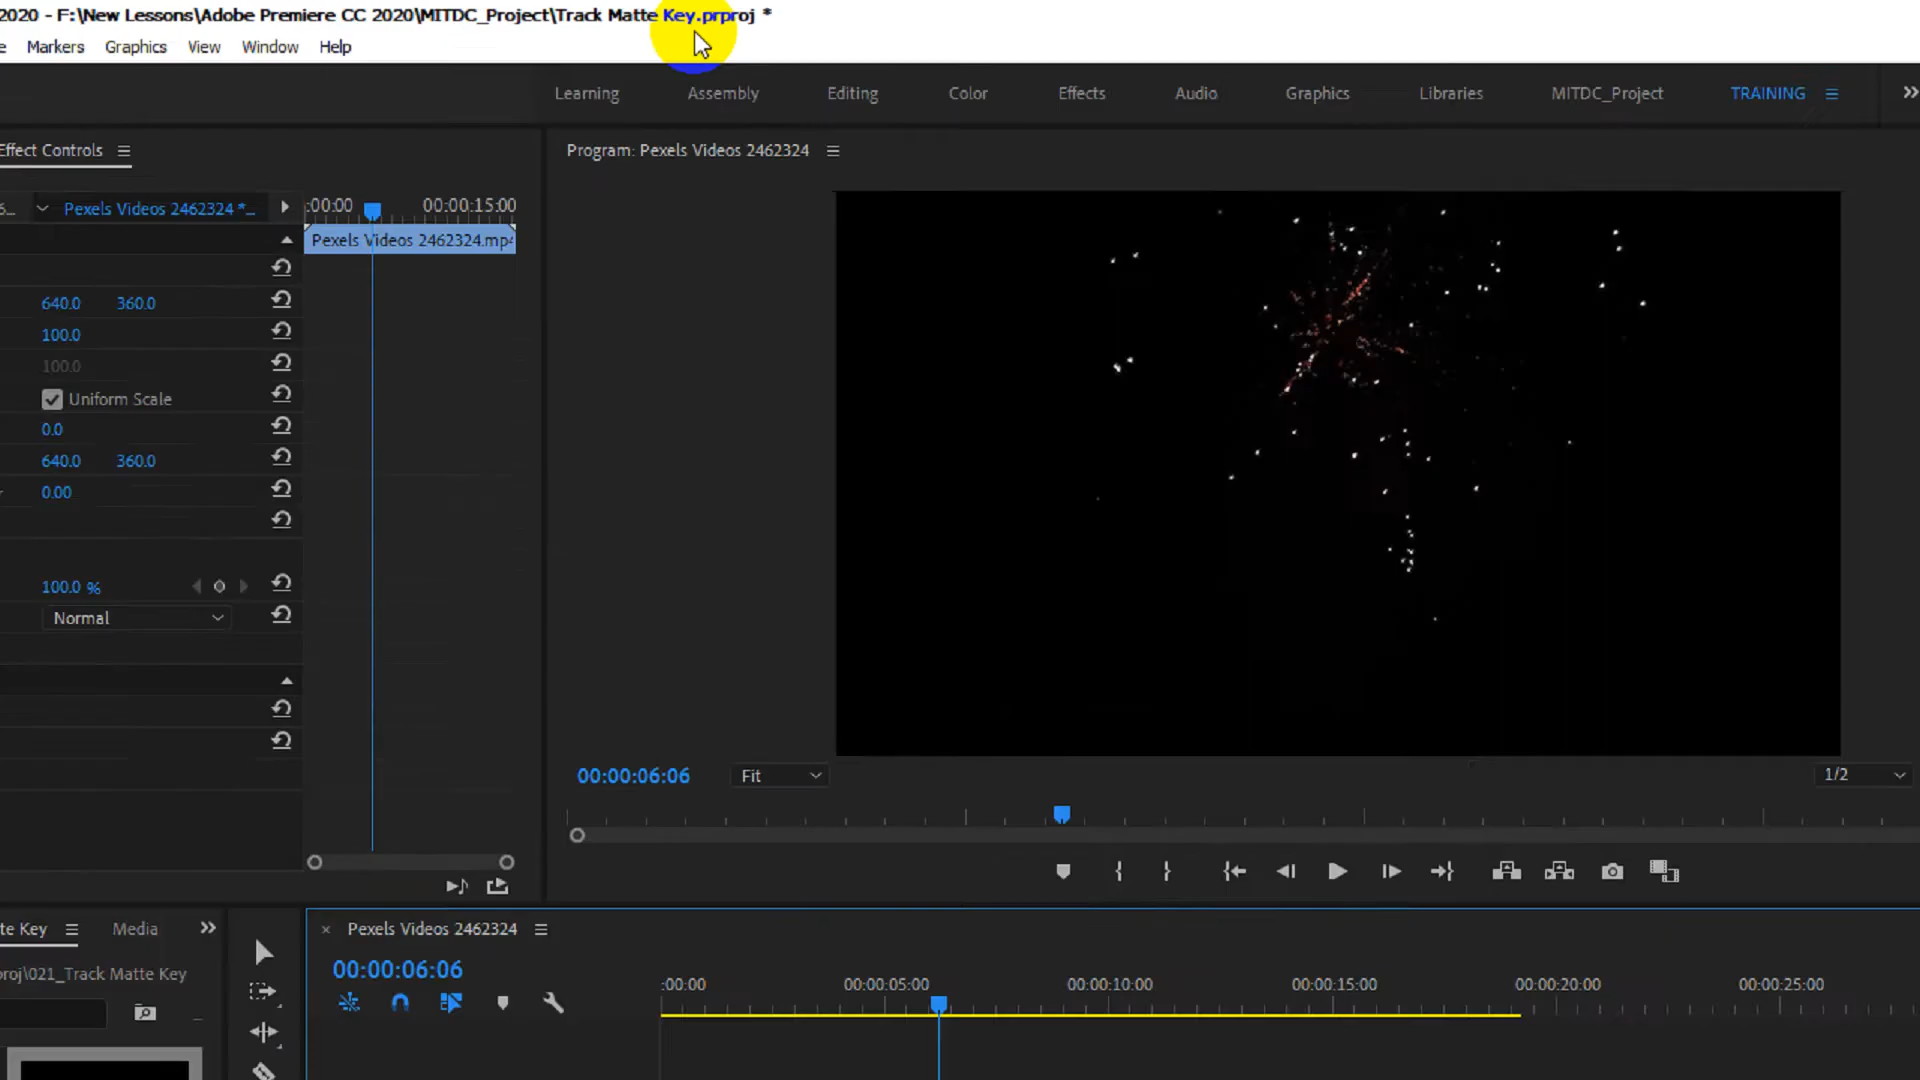 2020 - F:\New Lessons\Adobe Premiere CC 2020\MITDC_Project\Track Matte Key.prproj *
Markers Graphics View Window Help
Learning Assembly Editing Color Effects Audio Graphics Libraries MITDC_Project TRAINING
Effect Controls
Program: Pexels Videos 2462324
6... Pexels Videos 2462324 *... :00:00 00:00:15:00
Pexels Videos 2462324.mp4
640.0 360.0
100.0
100.0
Uniform Scale
0.0
640.0 360.0
0.00
100.0 %
Normal
00:00:06:06 Fit 1/2
te Key Media
Pexels Videos 2462324
roj\021_Track Matte Key
00:00:06:06
:00:00 00:00:05:00 00:00:10:00 00:00:15:00 00:00:20:00 00:00:25:00